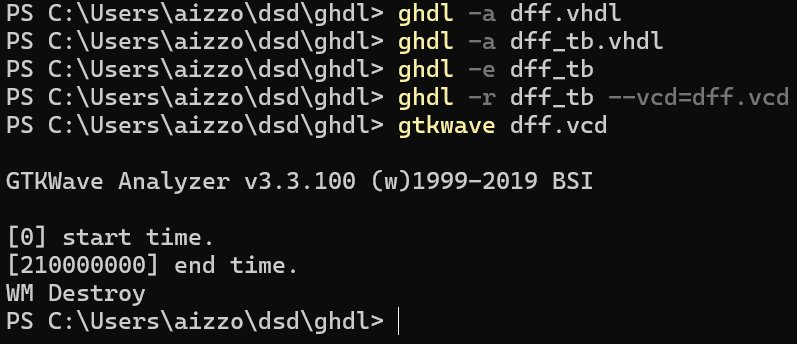 PS C:\Users\aizzo\dsd\ghdl> ghdl -a dff.vhdl
PS C:\Users\aizzo\dsd\ghdl> ghdl -a dff_tb.vhdl
PS C:\Users\aizzo\dsd\ghdl> ghdl -e dff_tb
PS C:\Users\aizzo\dsd\ghdl> ghdl -r dff_tb --vcd=dff.vcd
PS C:\Users\aizzo\dsd\ghdl> gtkwave dff.vcd
GTKWave Analyzer v3.3.100 (w)1999-2019 BSI
[0] start time.
[210000000] end time.
WM Destroy
PS C:\Users\aizzo\dsd\ghdl>